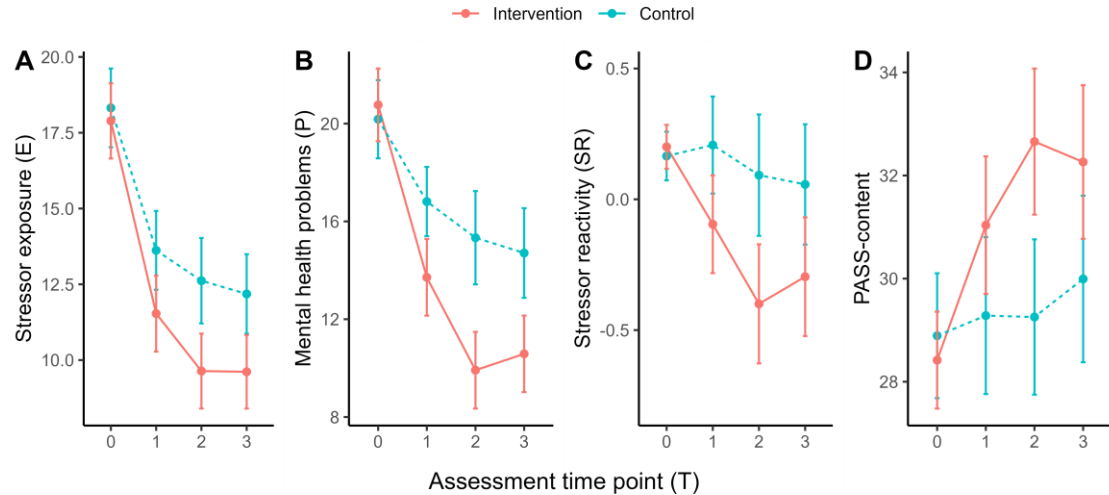 Intervention Control
A
Stressor exposure (E)
20.0
17.5
15.0
12.5
10.0
0 1 2 3
B
Mental health problems (P)
20
16
12
8
0 1 2 3
C
Stressor reactivity (SR)
0.5
0.0
-0.5
0 1 2 3
D
PASS-content
34
32
30
28
0 1 2 3
Assessment time point (T)